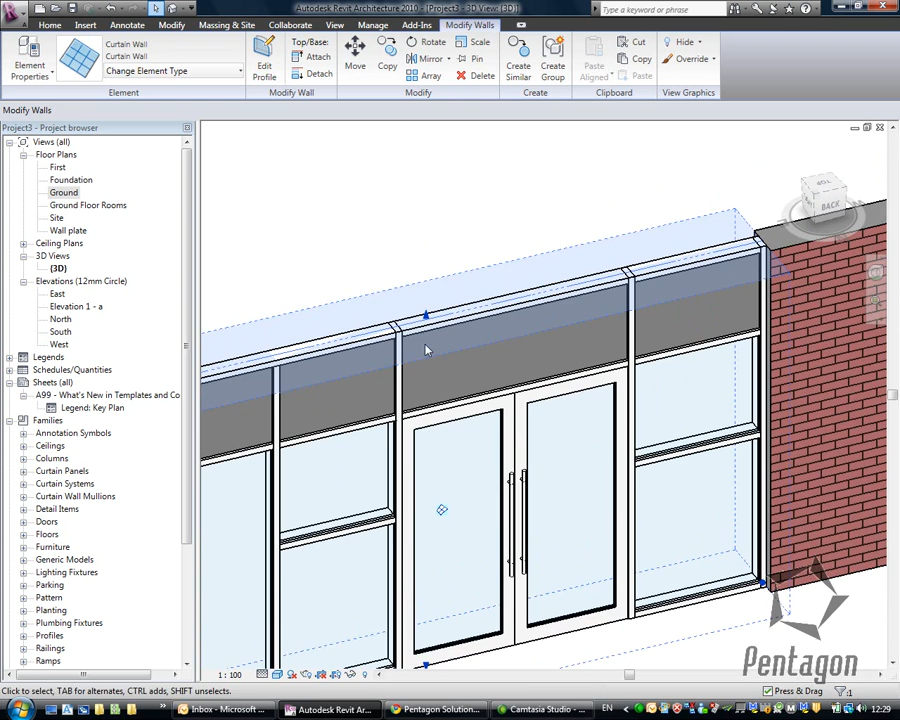 Autodesk Revit Architecture 2010 - [Project3 - 3D View: {3D}]
Type a keyword or phrase
Home Insert Annotate Modify Massing & Site Collaborate View Manage Add-Ins Modify Walls
Element Properties
Curtain Wall
Curtain Wall
Change Element Type
Edit Profile
Top/Base:
Attach
Detach
Move
Copy
Rotate
Mirror
Array
Scale
Pin
Delete
Create Similar
Create Group
Paste Aligned
Cut
Copy
Paste
Hide
Override
Element Modify Wall Modify Create Clipboard View Graphics
Modify Walls
Project3 - Project browser
Views (all)
Floor Plans
First
Foundation
Ground
Ground Floor Rooms
Site
Wall plate
Ceiling Plans
3D Views
{3D}
Elevations (12mm Circle)
East
Elevation 1 - a
North
South
West
Legends
Schedules/Quantities
Sheets (all)
A99 - What's New in Templates and Co
Legend: Key Plan
Families
Annotation Symbols
Ceilings
Columns
Curtain Panels
Curtain Systems
Curtain Wall Mullions
Detail Items
Doors
Floors
Furniture
Generic Models
Lighting Fixtures
Parking
Pattern
Planting
Plumbing Fixtures
Profiles
Railings
Ramps
TOP
BACK
Pentagon
1 : 100
Click to select, TAB for alternates, CTRL adds, SHIFT unselects.
Press & Drag
:1
Inbox - Microsoft ...
Autodesk Revit Ar...
Pentagon Solution...
Camtasia Studio - ...
EN
12:29